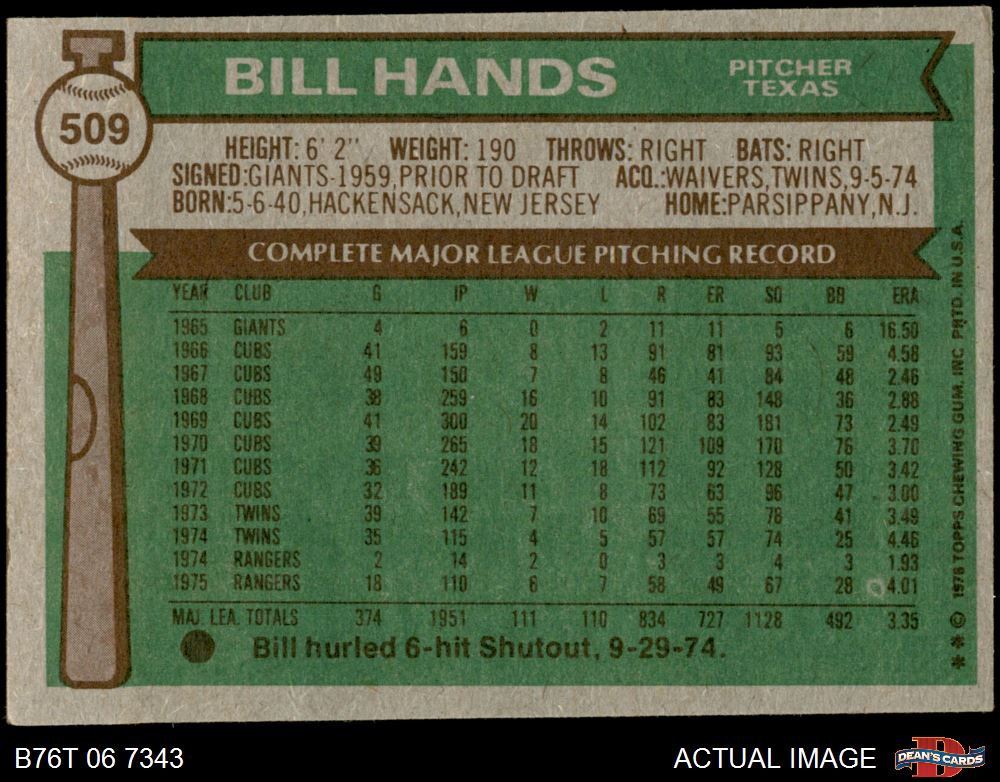 BILL HANDS
PITCHER
TEXAS
509
HEIGHT: 6' 2" WEIGHT: 190 THROWS: RIGHT BATS: RIGHT
SIGNED: GIANTS-1959, PRIOR TO DRAFT ACQ.: WAIVERS, TWINS, 9-5-74
BORN: 5-6-40, HACKENSACK, NEW JERSEY HOME: PARSIPPANY, N.J.
COMPLETE MAJOR LEAGUE PITCHING RECORD
YEAR CLUB G IP W L R ER SO BB ERA
1965 GIANTS 4 6 0 2 11 11 5 6 16.50
1966 CUBS 41 159 8 13 91 81 93 59 4.58
1967 CUBS 49 150 7 8 46 41 84 48 2.46
1968 CUBS 38 259 16 10 91 83 148 36 2.88
1969 CUBS 41 300 20 14 102 83 181 73 2.49
1970 CUBS 39 265 18 15 121 109 170 76 3.70
1971 CUBS 36 242 12 18 112 92 128 50 3.42
1972 CUBS 32 189 11 8 73 63 96 47 3.00
1973 TWINS 39 142 7 10 69 55 78 41 3.49
1974 TWINS 35 115 4 5 57 57 74 25 4.46
1974 RANGERS 2 14 2 0 3 3 4 3 1.93
1975 RANGERS 18 110 6 7 58 49 67 28 4.01
MAJ. LEA. TOTALS 374 1951 111 110 834 727 1128 492 3.35
Bill hurled 6-hit Shutout, 9-29-74.
* * © 1976 TOPPS CHEWING GUM, INC. PRTD. IN U.S.A.
B76T 06 7343
ACTUAL IMAGE
D
DEAN'S CARDS